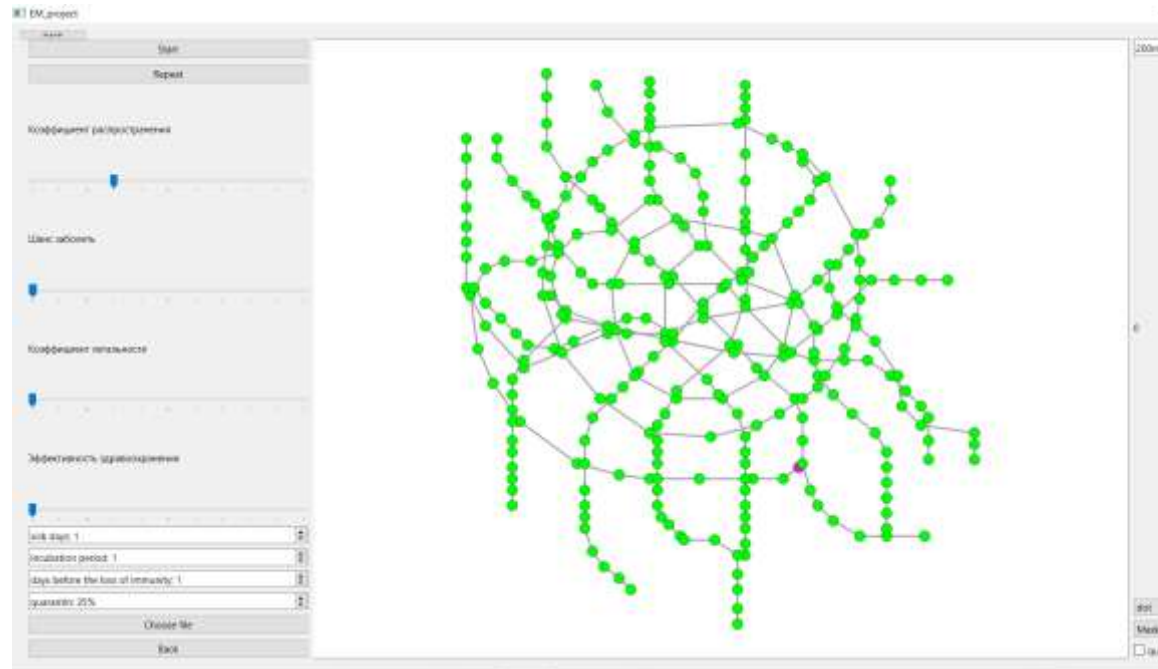 EM_project
Start
Repeat
Коэффициент распространения
Шанс заболеть
Коэффициент летальности
Эффективность здравоохранения
sick days: 1
incubation period: 1
days before the loss of immunity: 1
quarantin: 25%
Choose file
Back
dot